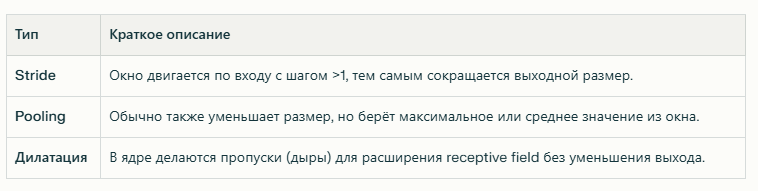 Тип Краткое описание
Stride Окно двигается по входу с шагом >1, тем самым сокращается выходной размер.
Pooling Обычно также уменьшает размер, но берёт максимальное или среднее значение из окна.
Дилатация В ядре делаются пропуски (дыры) для расширения receptive field без уменьшения выхода.